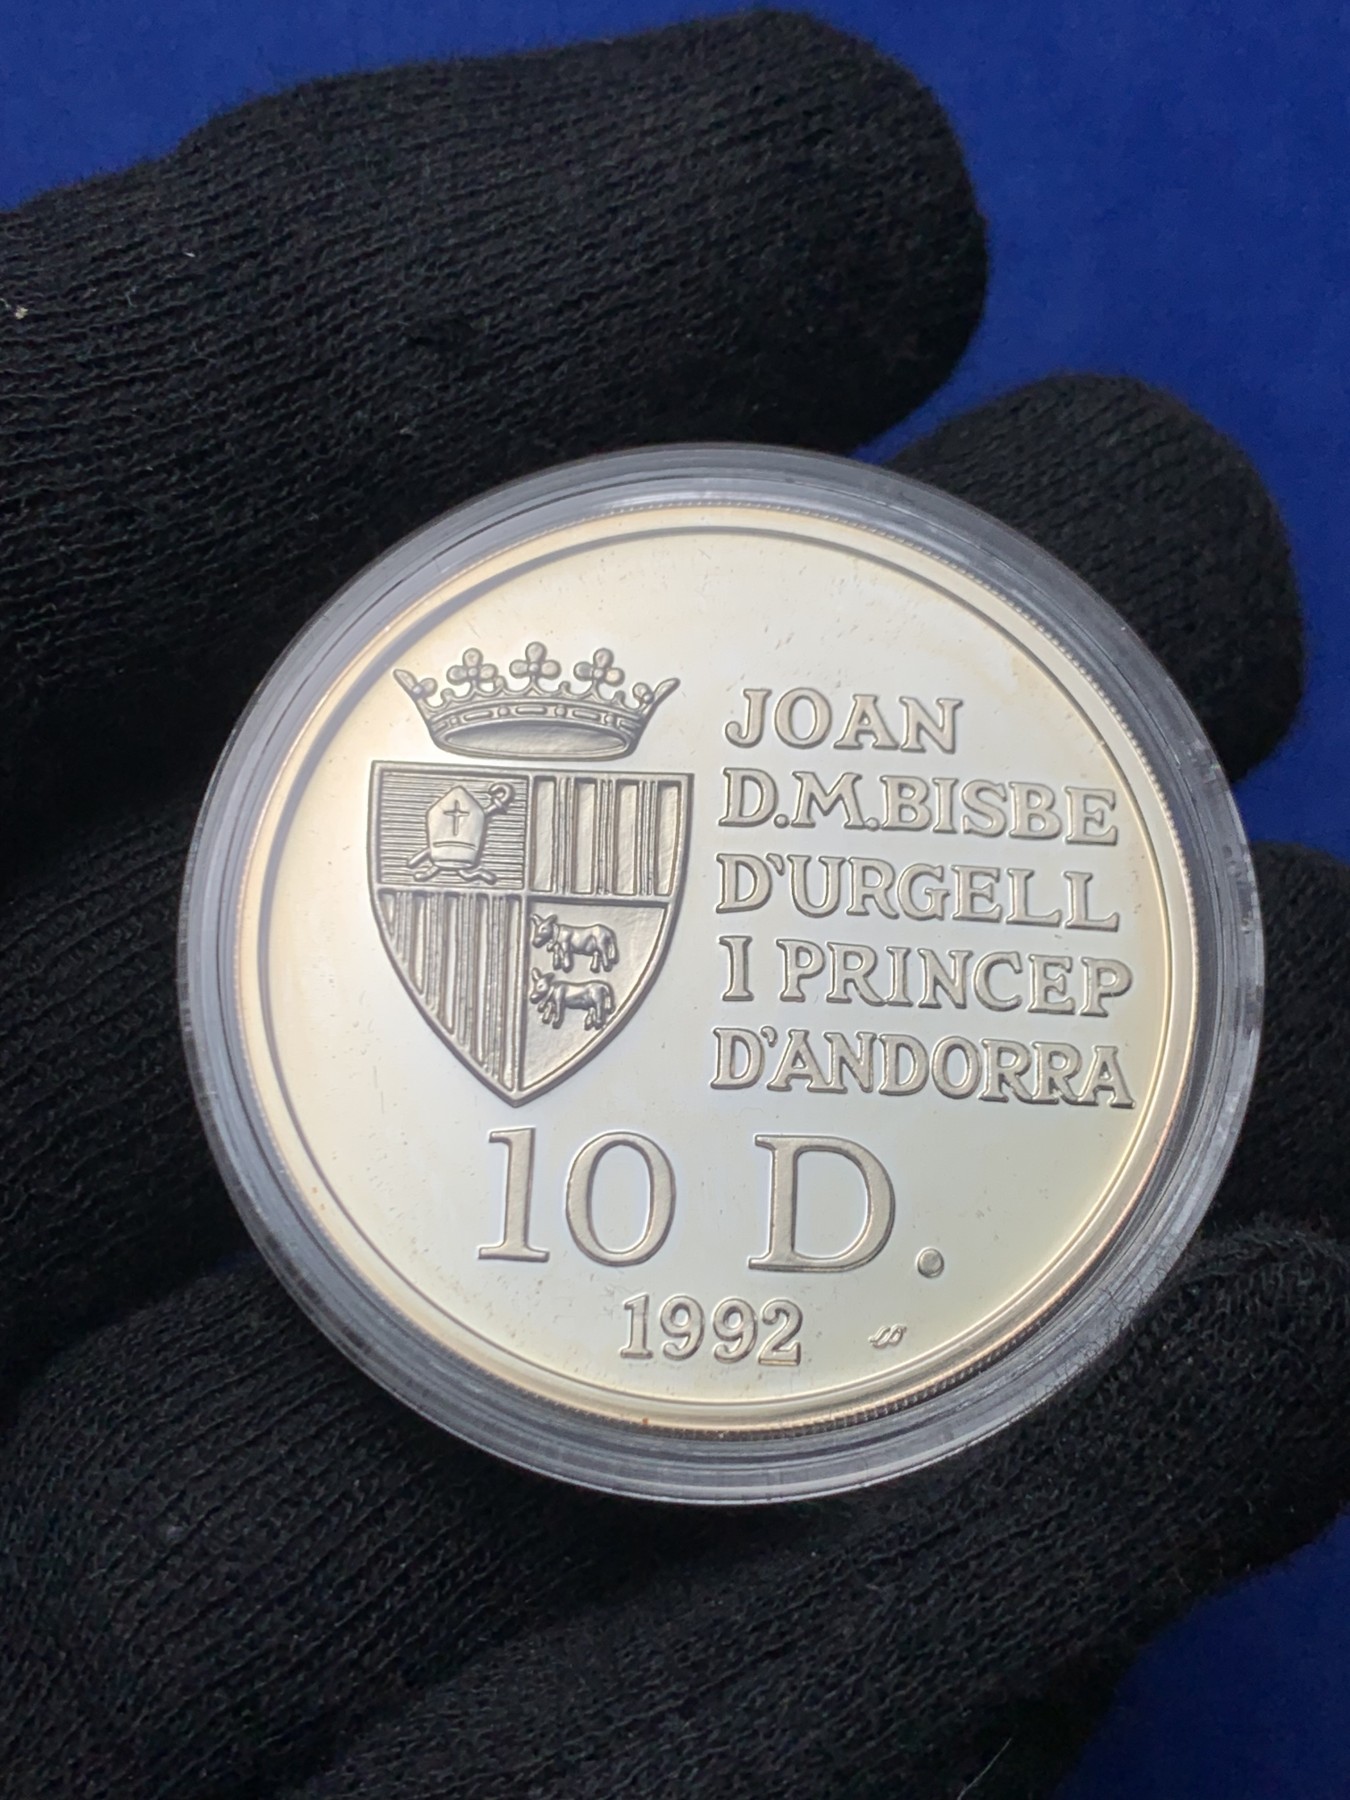 JOAN
D.M.BISBE
D'URGELL
I PRINCEP
D'ANDORRA
10 D.
1992